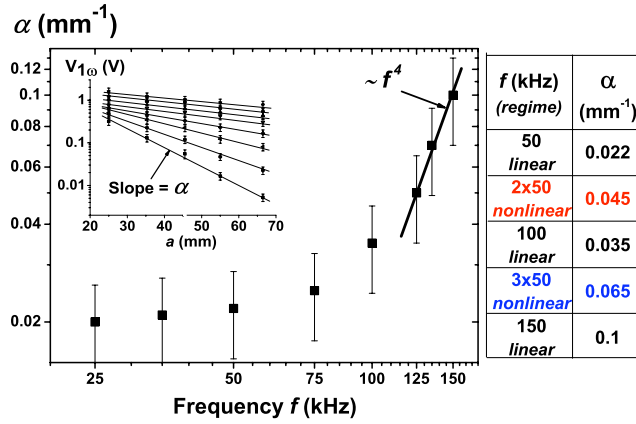 α (mm⁻¹)
0.12
0.1
0.08
0.06
0.04
0.02
V1ω (V)
1
0.1
0.01
Slope = α
20 30 40 50 60 70
a (mm)
~ f⁴
25 50 75 100 125 150
Frequency f (kHz)
f (kHz) α
(regime) (mm⁻¹)
50
linear 0.022
2x50
nonlinear 0.045
100
linear 0.035
3x50
nonlinear 0.065
150
linear 0.1